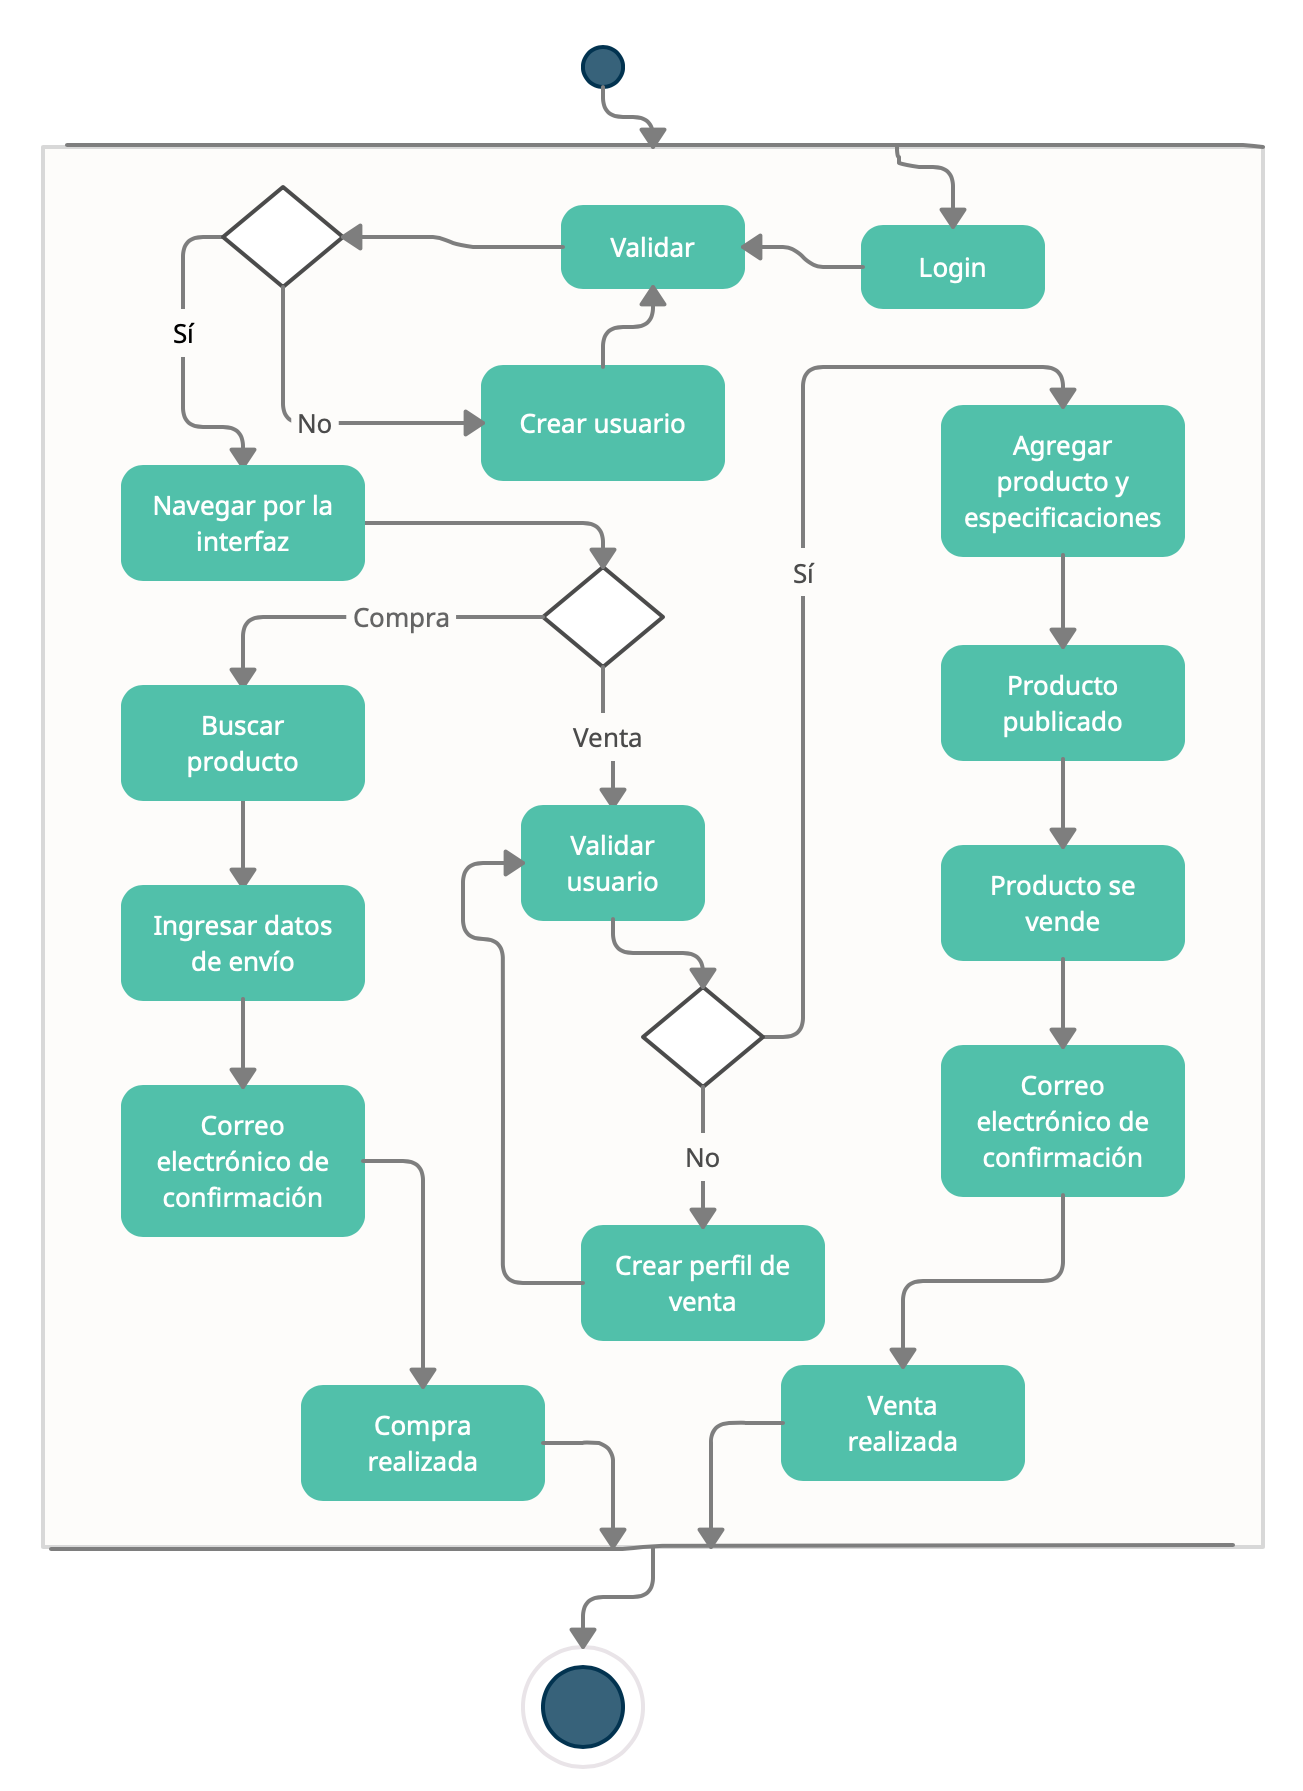 Validar
Login
Sí
No
Crear usuario
Navegar por la
interfaz
Agregar
producto y
especificaciones
Sí
Compra
Venta
Buscar
producto
Producto
publicado
Validar
usuario
Producto se
vende
Ingresar datos
de envío
Correo
electrónico de
confirmación
No
Correo
electrónico de
confirmación
Crear perfil de
venta
Compra
realizada
Venta
realizada